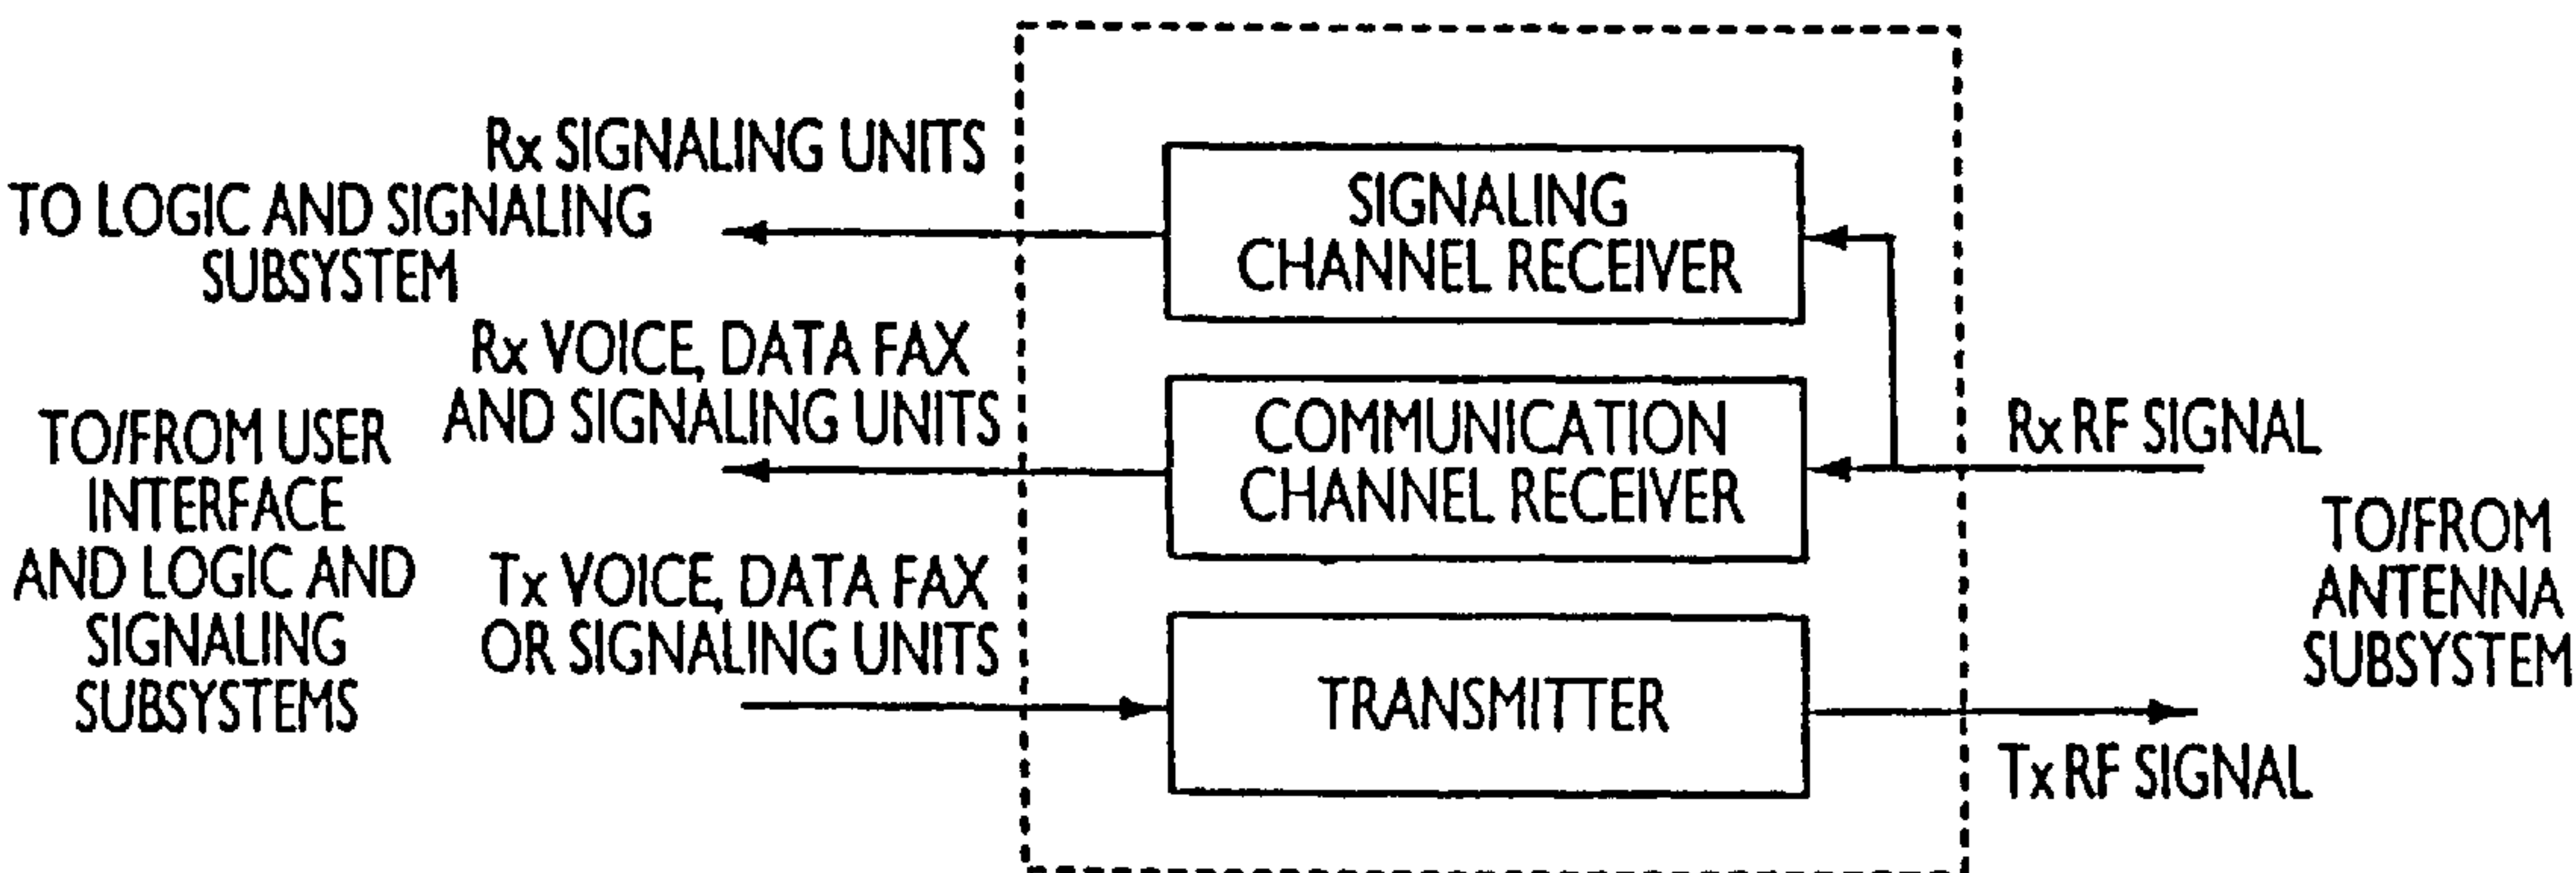 Rx SIGNALING UNITS
TO LOGIC AND SIGNALING
SUBSYSTEM
Rx VOICE, DATA FAX
AND SIGNALING UNITS
TO/FROM USER
INTERFACE
AND LOGIC AND
SIGNALING
SUBSYSTEMS
Tx VOICE, DATA FAX
OR SIGNALING UNITS
SIGNALING
CHANNEL RECEIVER
COMMUNICATION
CHANNEL RECEIVER
TRANSMITTER
Rx RF SIGNAL
TO/FROM
ANTENNA
SUBSYSTEM
Tx RF SIGNAL